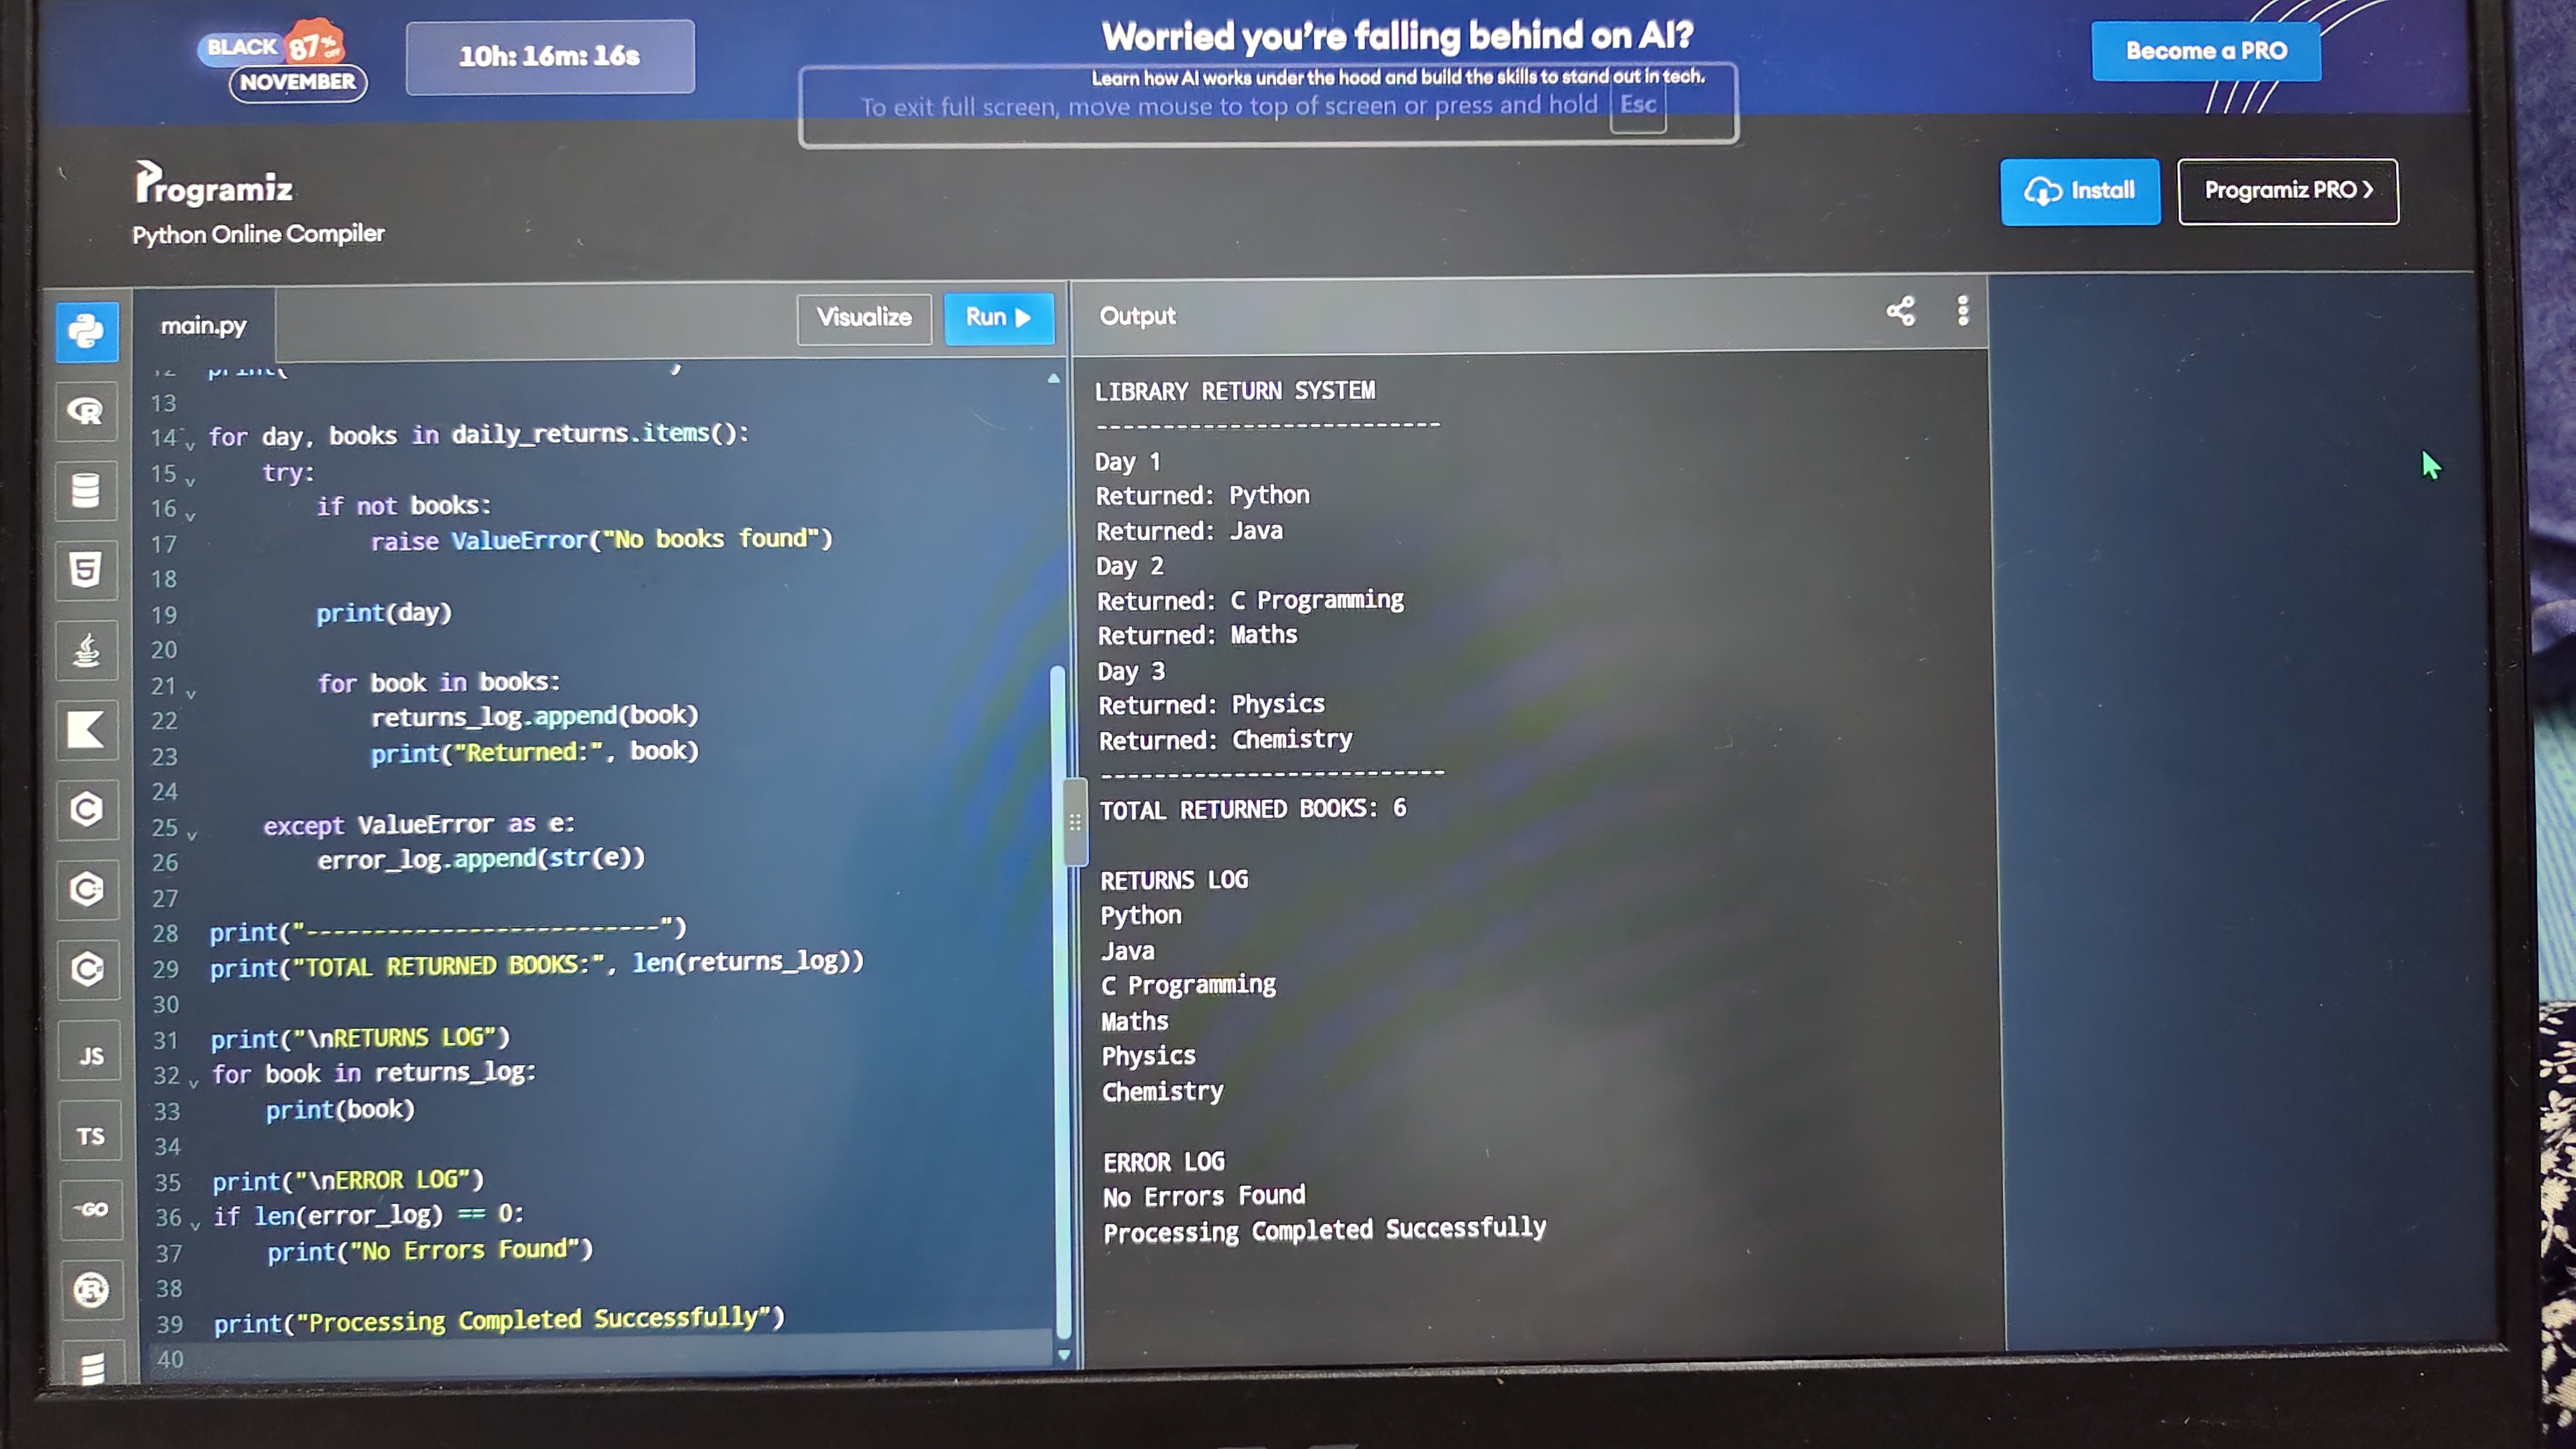 BLACK 87% OFF
NOVEMBER
10h: 16m: 16s
Worried you're falling behind on AI?
Learn how AI works under the hood and build the skills to stand out in tech.
To exit full screen, move mouse to top of screen or press and hold Esc
Become a PRO
Programiz
Python Online Compiler
Install
Programiz PRO >
main.py
Visualize
Run
12 print(
13
14 for day, books in daily_returns.items():
15     try:
16         if not books:
17             raise ValueError("No books found")
18
19         print(day)
20
21         for book in books:
22             returns_log.append(book)
23             print("Returned:", book)
24
25     except ValueError as e:
26         error_log.append(str(e))
27
28 print("--------------------------")
29 print("TOTAL RETURNED BOOKS:", len(returns_log))
30
31 print("\nRETURNS LOG")
32 for book in returns_log:
33     print(book)
34
35 print("\nERROR LOG")
36 if len(error_log) == 0:
37     print("No Errors Found")
38
39 print("Processing Completed Successfully")
40
JS
TS
GO
Output
LIBRARY RETURN SYSTEM
--------------------------
Day 1
Returned: Python
Returned: Java
Day 2
Returned: C Programming
Returned: Maths
Day 3
Returned: Physics
Returned: Chemistry
--------------------------
TOTAL RETURNED BOOKS: 6
RETURNS LOG
Python
Java
C Programming
Maths
Physics
Chemistry
ERROR LOG
No Errors Found
Processing Completed Successfully